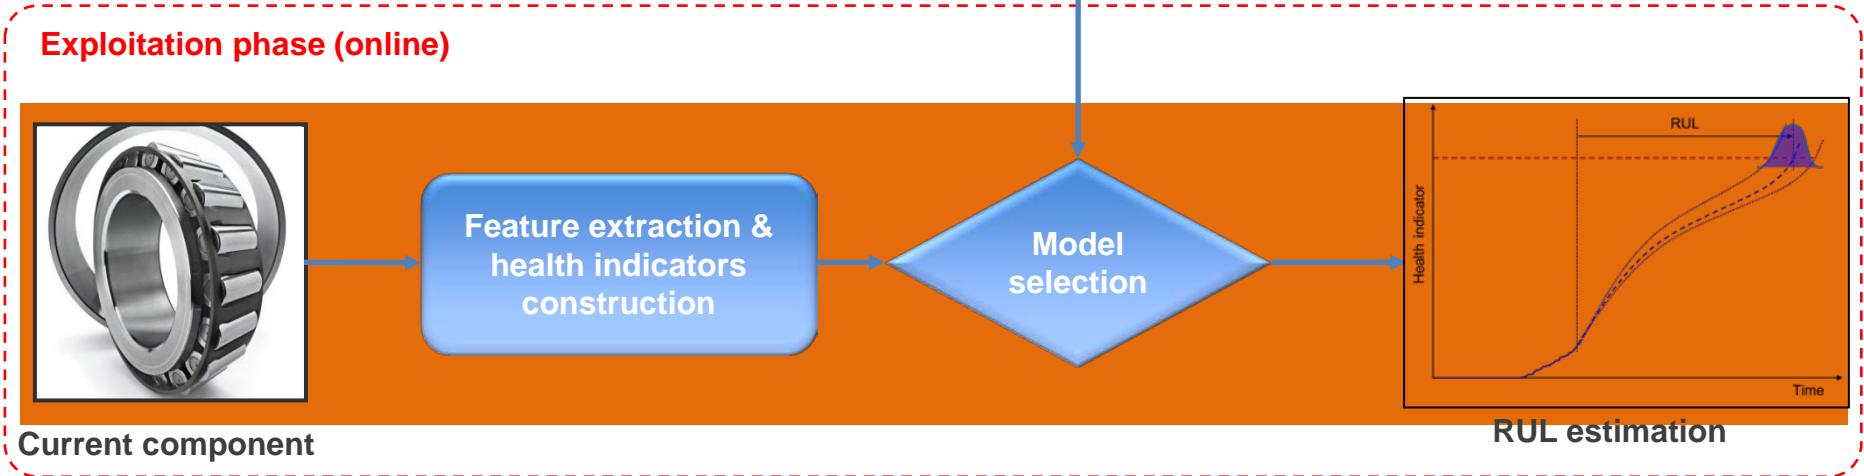 Exploitation phase (online)
Feature extraction &
health indicators
construction
Model
selection
RUL
Health indicator
Time
Current component
RUL estimation